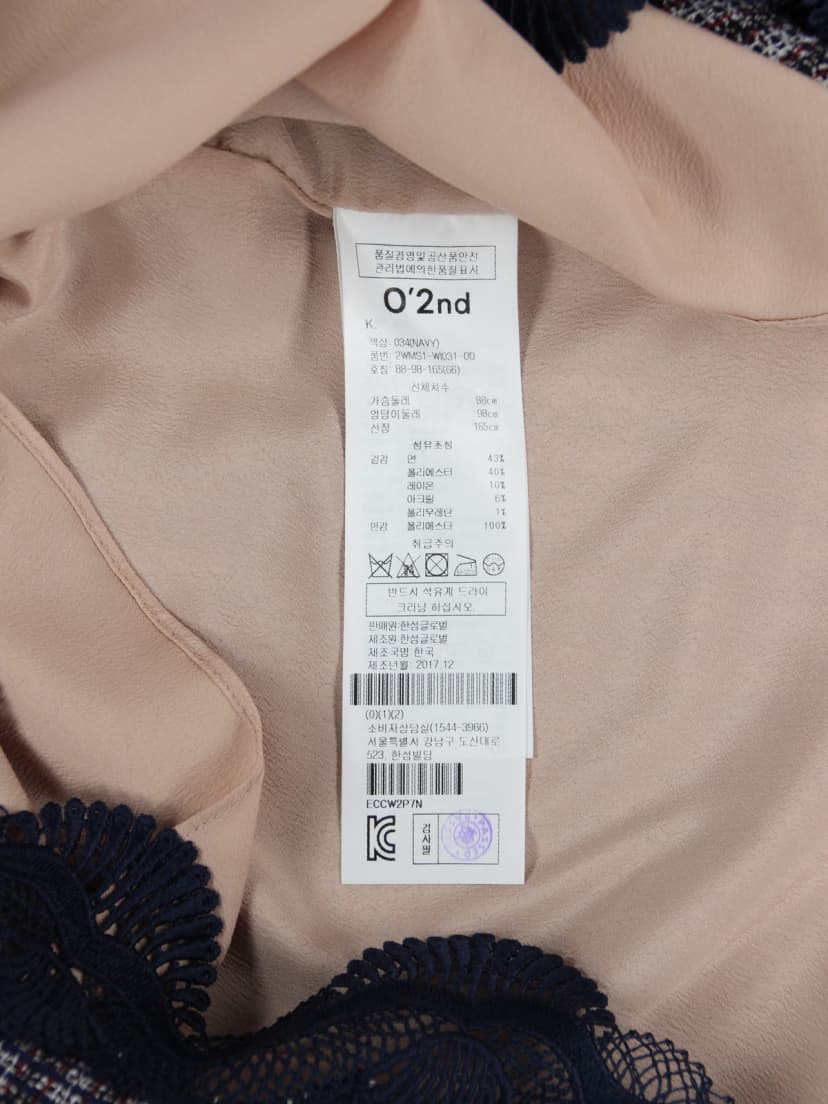 품질경영및공산품안전
관리법에의한품질표시
O'2nd
K.
색상: 034(NAVY)
품번: 2WMS1-WI031-00
호칭: 88-98-165(66)
신체치수
가슴둘레 88cm
엉덩이둘레 98cm
신장 165cm
섬유조성
겉감 면 43%
폴리에스터 40%
레이온 10%
아크릴 6%
폴리우레탄 1%
안감 폴리에스터 100%
취급주의
반드시 석유계 드라이
크리닝 하십시오
판매원:한섬글로벌
제조원:한섬글로벌
제조국명:한국
제조년월:2017.12
(0)(1)(2)
소비자상담실(1544-3966)
서울특별시 강남구 도산대로
523, 한섬빌딩
ECCW2P7N
검사필